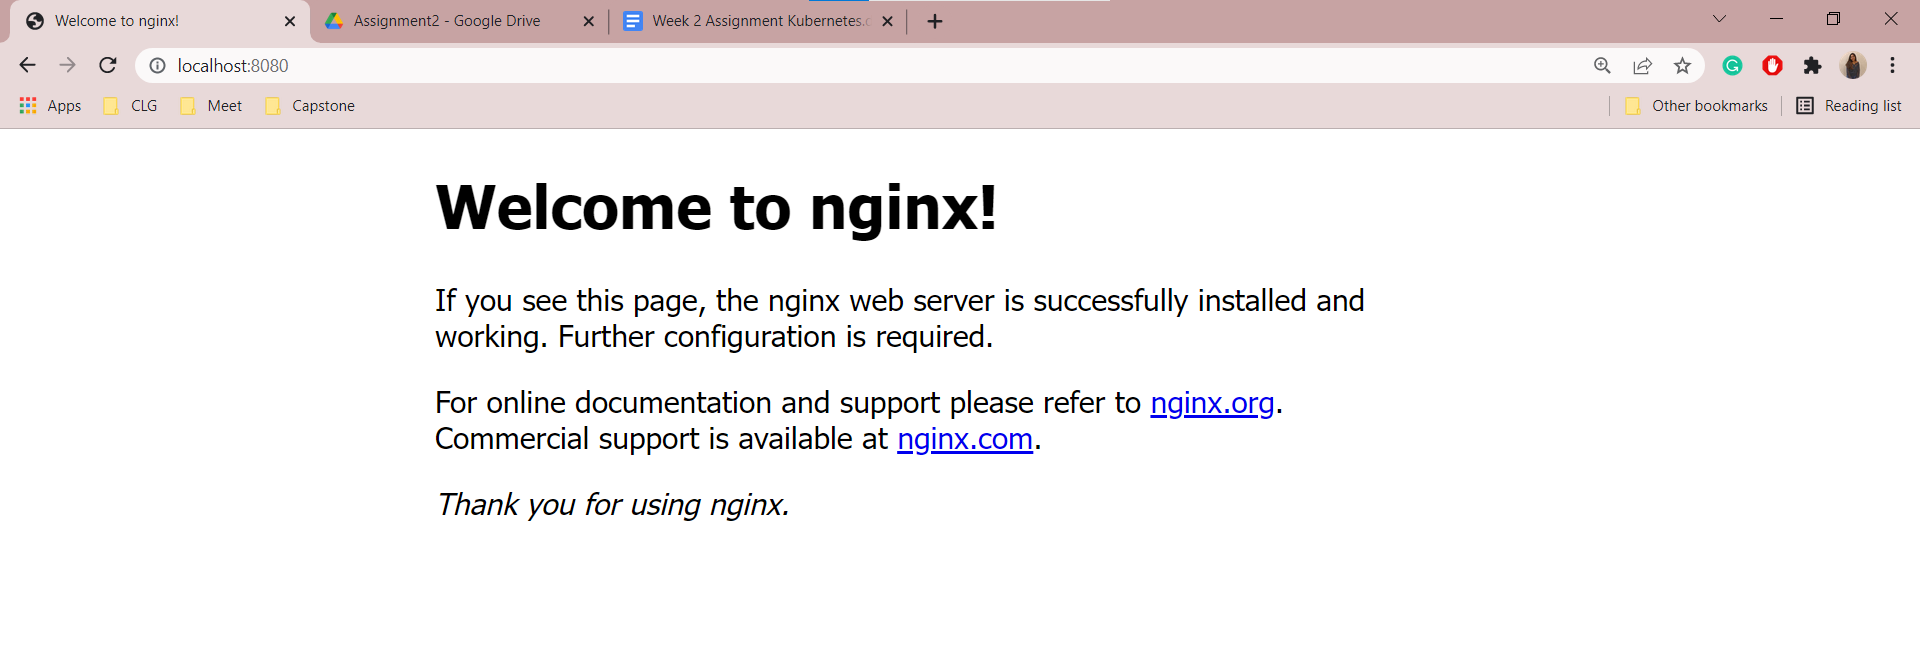 Welcome to nginx!
Assignment2 - Google Drive
Week 2 Assignment Kubernetes.
localhost:8080
Apps
CLG
Meet
Capstone
Other bookmarks
Reading list
Welcome to nginx!
If you see this page, the nginx web server is successfully installed and
working. Further configuration is required.
For online documentation and support please refer to nginx.org.
Commercial support is available at nginx.com.
Thank you for using nginx.